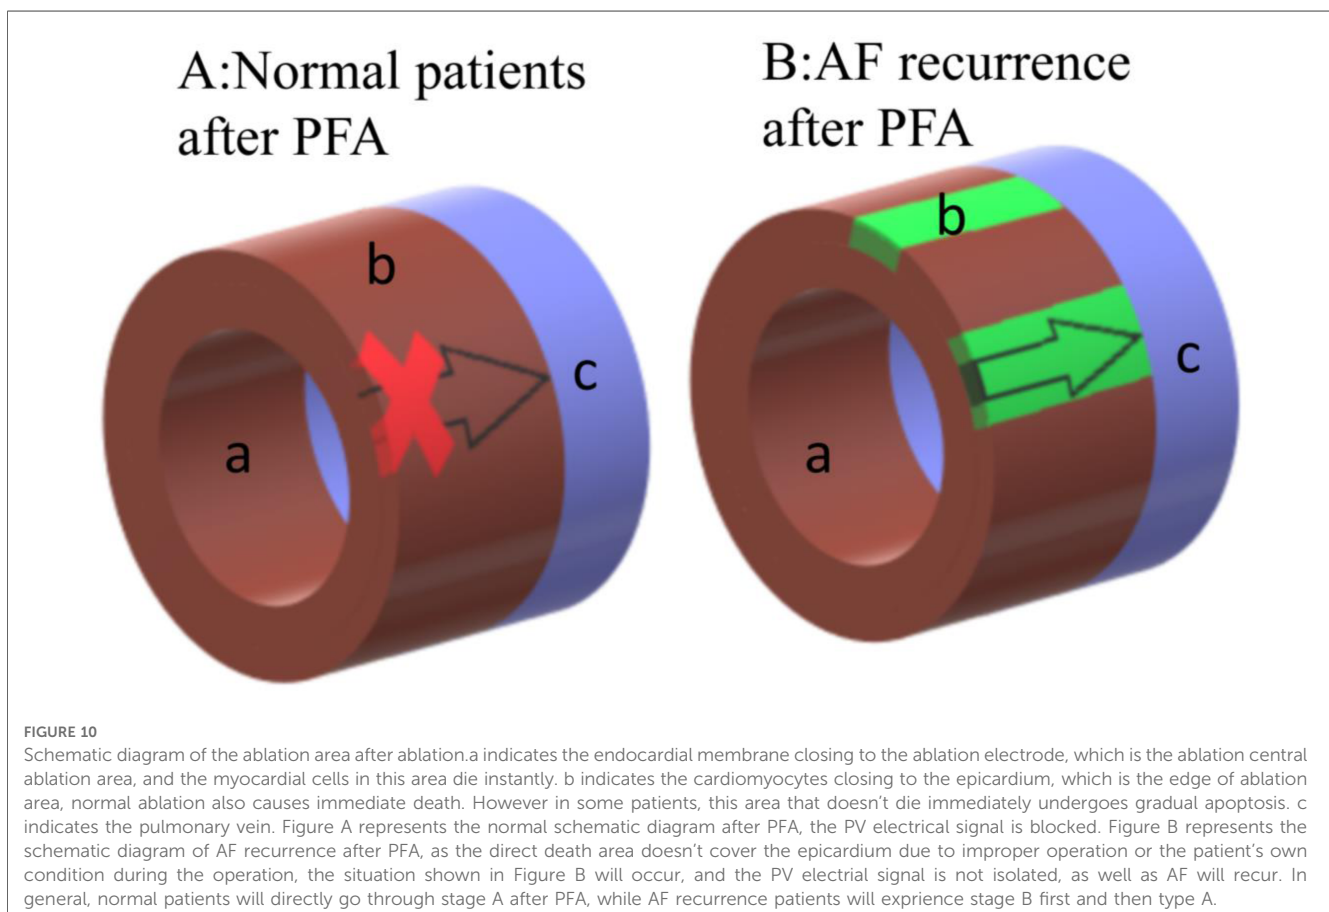 A:Normal patients
after PFA
B:AF recurrence
after PFA
b
a
c
b
a
c
FIGURE 10
Schematic diagram of the ablation area after ablation.a indicates the endocardial membrane closing to the ablation electrode, which is the ablation central
ablation area, and the myocardial cells in this area die instantly. b indicates the cardiomyocytes closing to the epicardium, which is the edge of ablation
area, normal ablation also causes immediate death. However in some patients, this area that doesn't die immediately undergoes gradual apoptosis. c
indicates the pulmonary vein. Figure A represents the normal schematic diagram after PFA, the PV electrical signal is blocked. Figure B represents the
schematic diagram of AF recurrence after PFA, as the direct death area doesn't cover the epicardium due to improper operation or the patient's own
condition during the operation, the situation shown in Figure B will occur, and the PV electrial signal is not isolated, as well as AF will recur. In
general, normal patients will directly go through stage A after PFA, while AF recurrence patients will exprience stage B first and then type A.